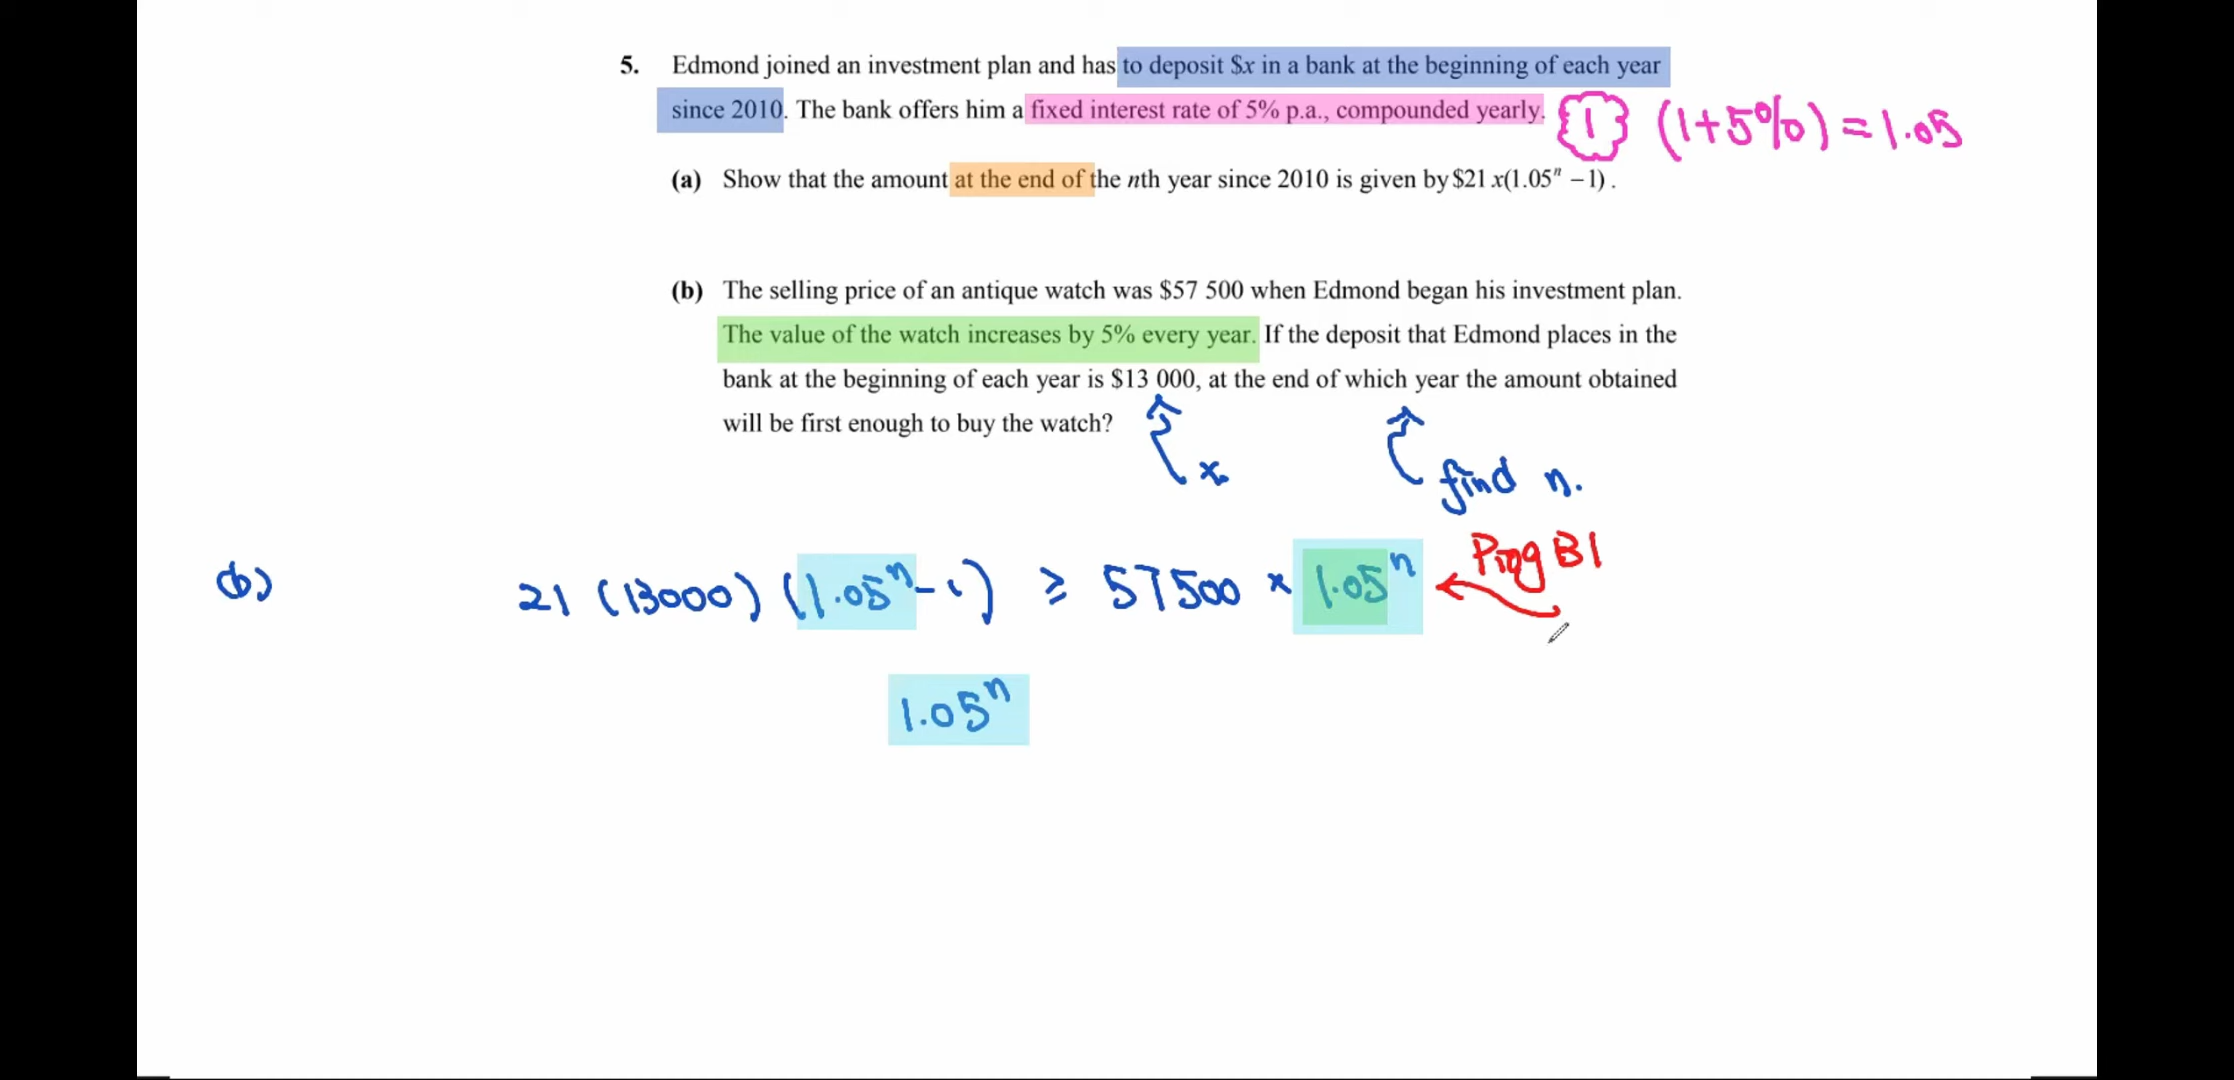 5. Edmond joined an investment plan and has to deposit $x in a bank at the beginning of each year
since 2010. The bank offers him a fixed interest rate of 5% p.a., compounded yearly. 1 (1+5%) = 1.05
(a) Show that the amount at the end of the nth year since 2010 is given by $21 x(1.05ⁿ – 1) .
(b) The selling price of an antique watch was $57 500 when Edmond began his investment plan.
The value of the watch increases by 5% every year. If the deposit that Edmond places in the
bank at the beginning of each year is $13 000, at the end of which year the amount obtained
will be first enough to buy the watch?
x
find n.
Prog B1
(b) 21 (13000) (1.05ⁿ - 1) ≥ 57500 × 1.05ⁿ
1.05ⁿ